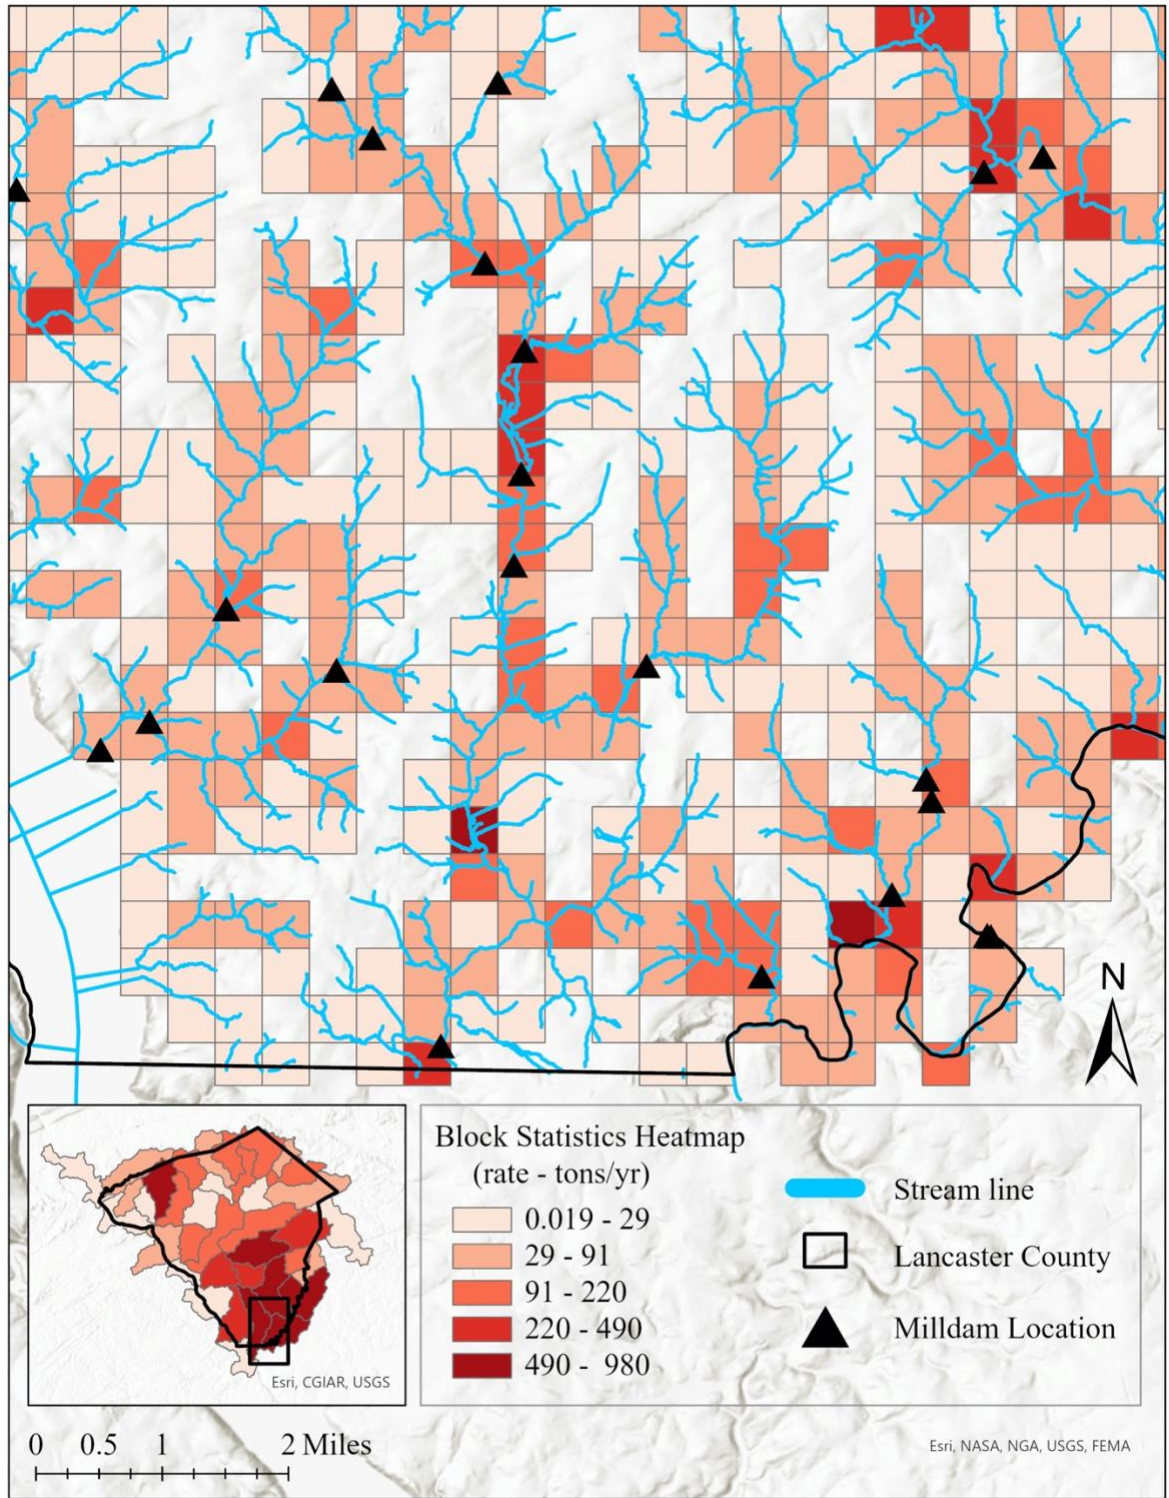 N
Block Statistics Heatmap
(rate - tons/yr)
0.019 - 29
29 - 91
91 - 220
220 - 490
490 - 980
Stream line
Lancaster County
Milldam Location
Esri, CGIAR, USGS
0 0.5 1 2 Miles
Esri, NASA, NGA, USGS, FEMA